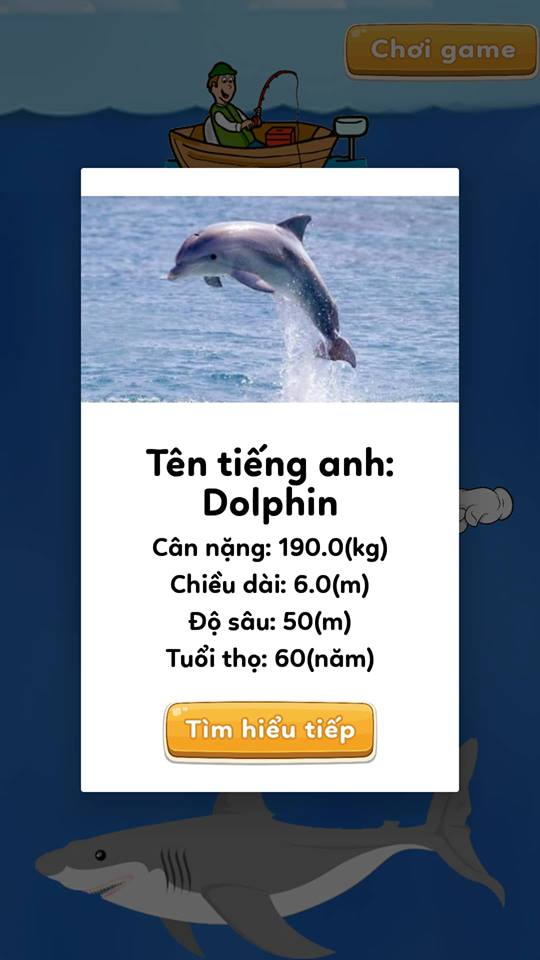 Chơi game
Tên tiếng anh:
Dolphin
Cân nặng: 190.0(kg)
Chiều dài: 6.0(m)
Độ sâu: 50(m)
Tuổi thọ: 60(năm)
Tìm hiểu tiếp